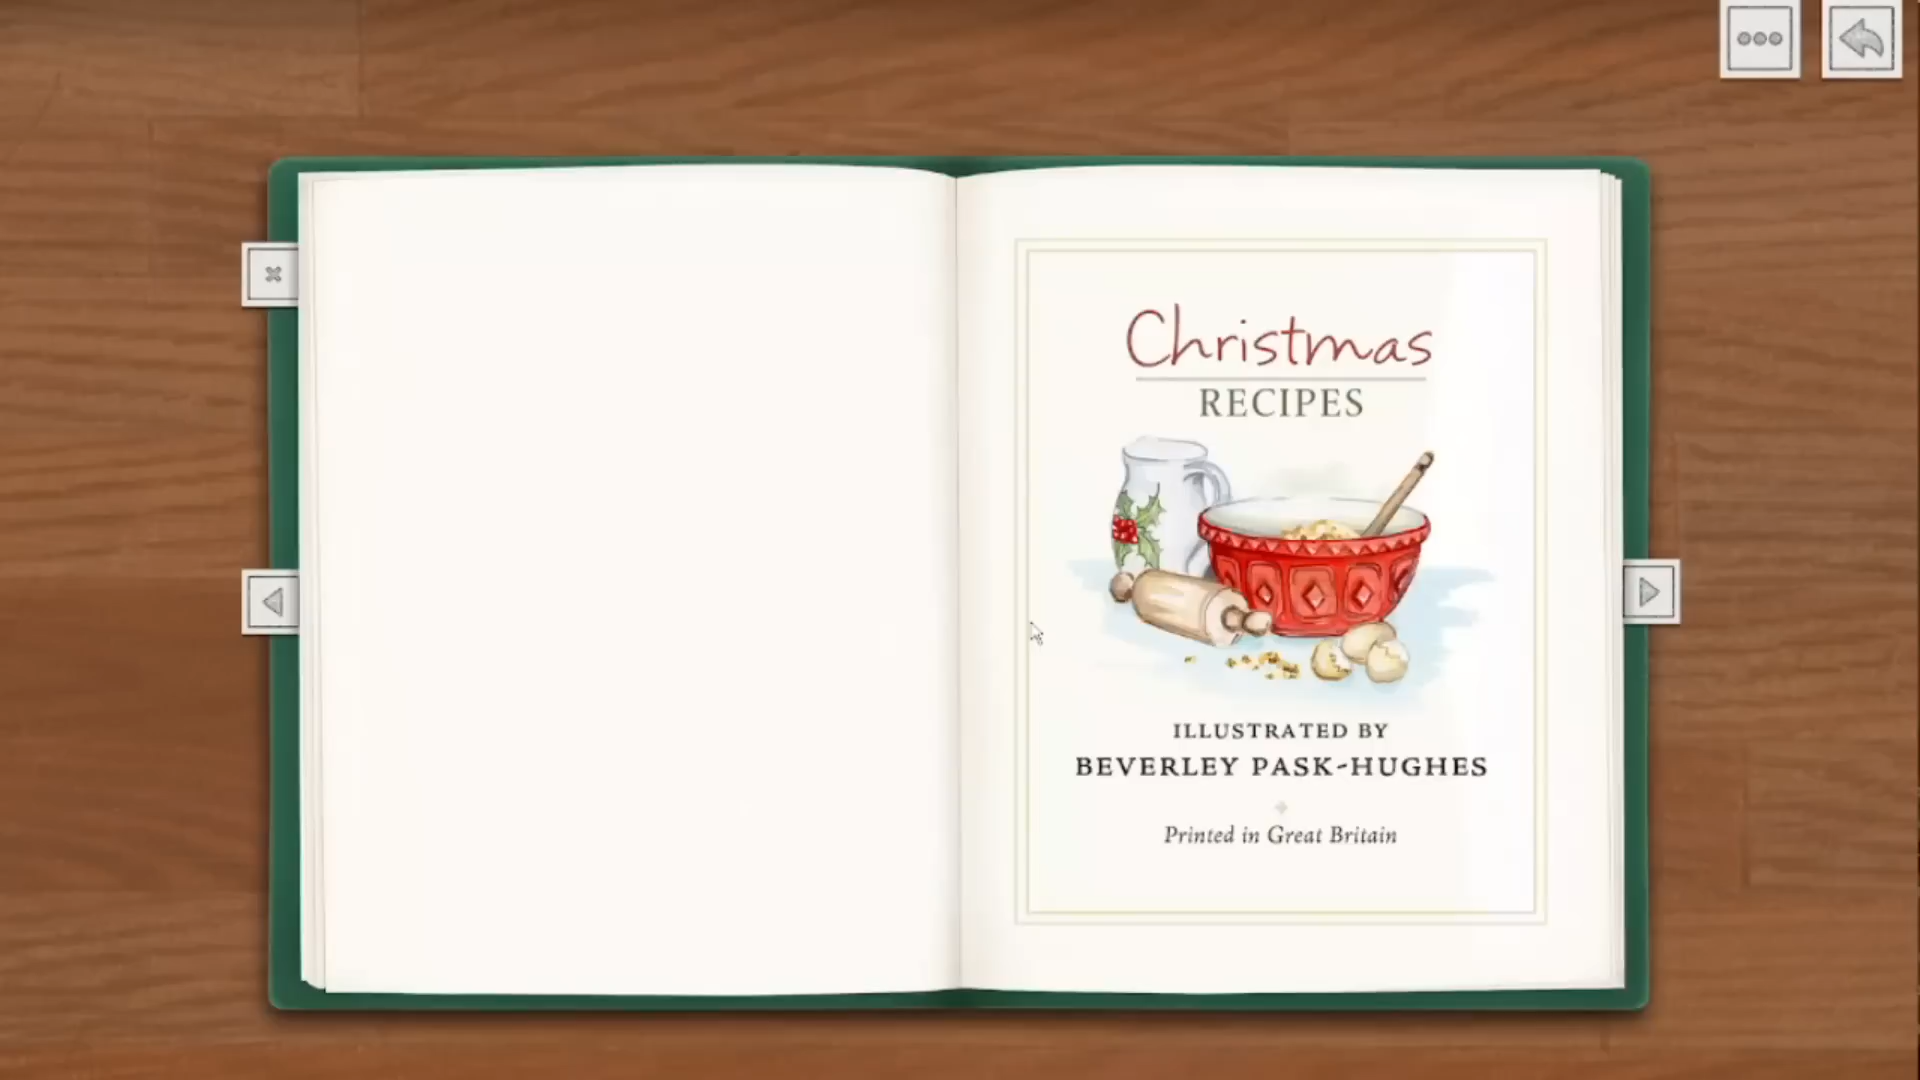 Christmas
RECIPES
ILLUSTRATED BY
BEVERLEY PASK-HUGHES
Printed in Great Britain